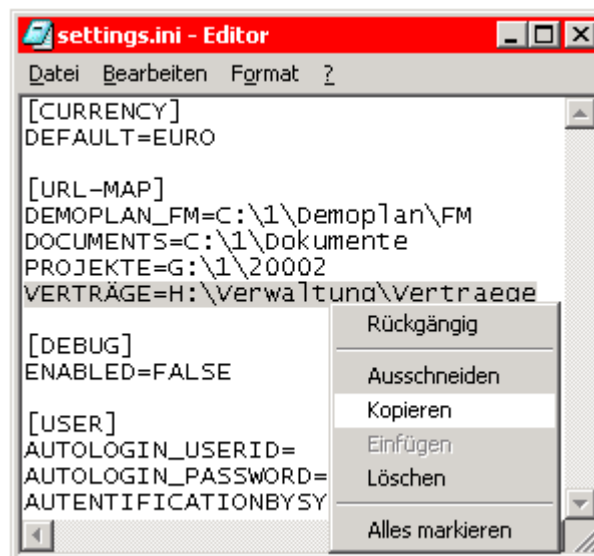 settings.ini - Editor
Datei Bearbeiten Format ?
[CURRENCY]
DEFAULT=EURO
[URL-MAP]
DEMOPLAN_FM=C:\1\Demoplan\FM
DOCUMENTS=C:\1\Dokumente
PROJEKTE=G:\1\20002
VERTRÄGE=H:\Verwaltung\Vertraege
[DEBUG]
ENABLED=FALSE
[USER]
AUTOLOGIN_USERID=
AUTOLOGIN_PASSWORD=
AUTENTIFICATIONBYSY
Rückgängig
Ausschneiden
Kopieren
Einfügen
Löschen
Alles markieren